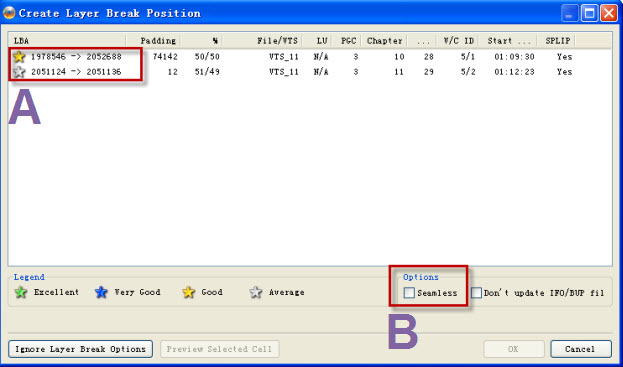 Create Layer Break Position
LBA Padding % File/VTS LU PGC Chapter ... V/C ID Start ... SPLIP
1978546 -> 2052688 74142 50/50 VTS_11 N/A 3 10 28 5/1 01:09:30 Yes
2051124 -> 2051136 12 51/49 VTS_11 N/A 3 11 29 5/2 01:12:23 Yes
A
Legend Options
Excellent Very Good Good Average Seamless Don't update IFO/BUP fil
B
Ignore Layer Break Options Preview Selected Cell OK Cancel